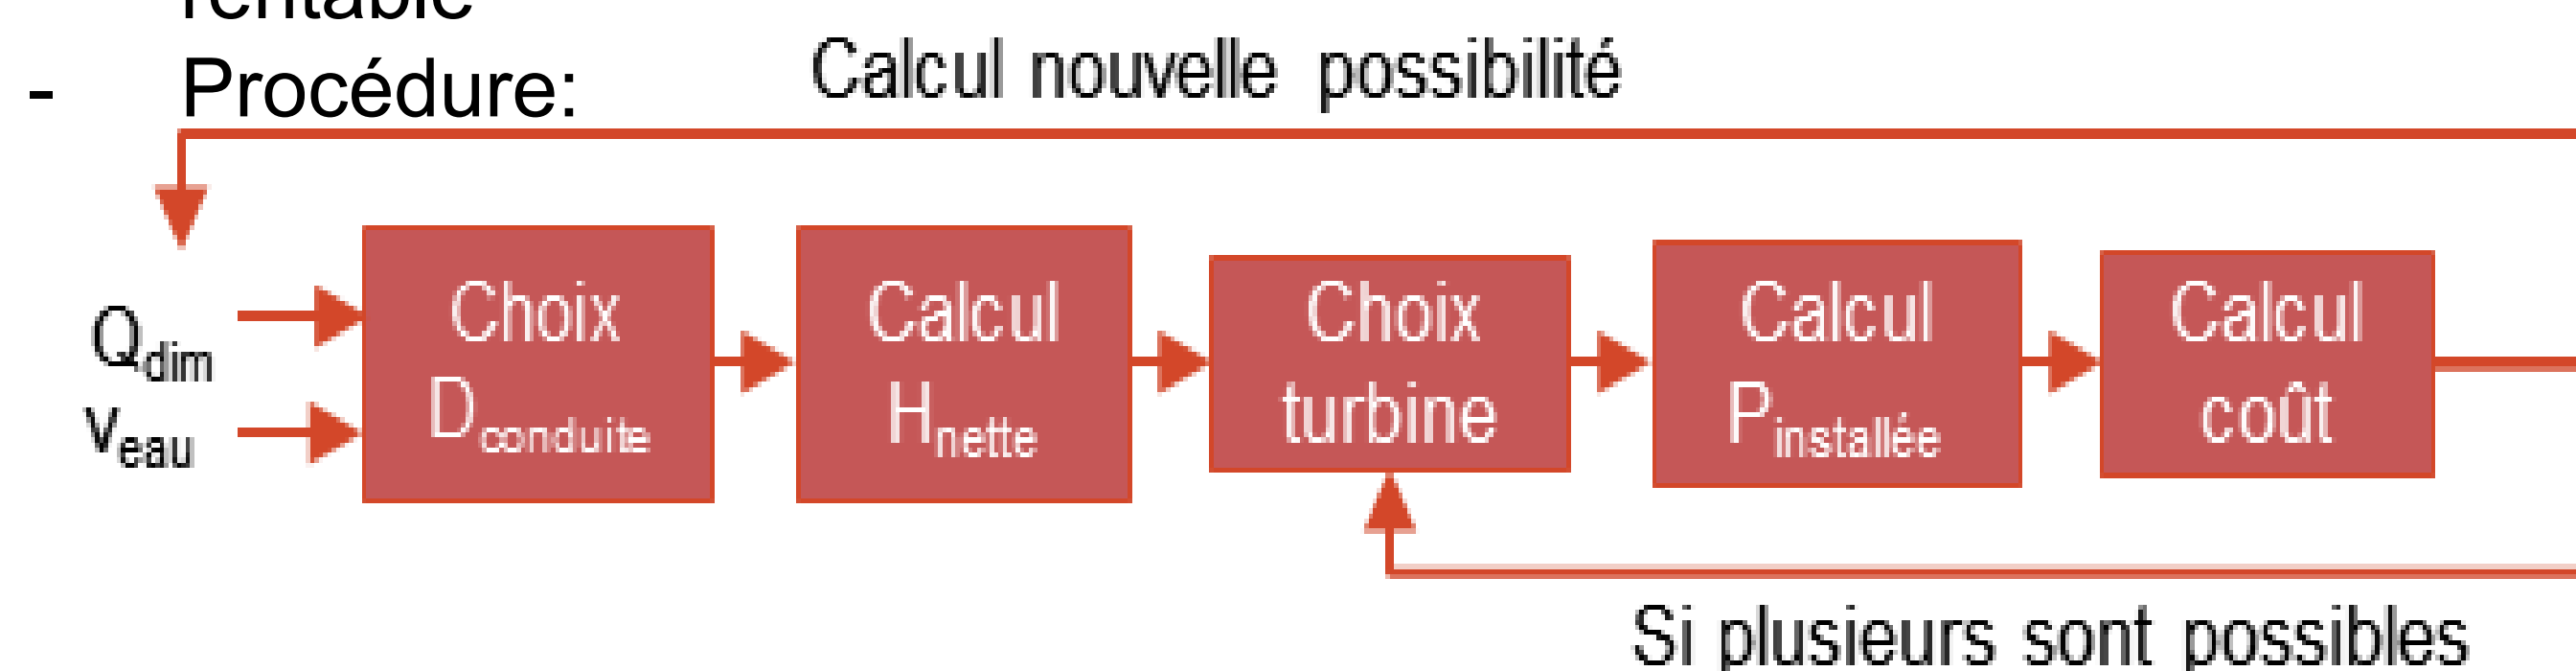 rentable
- Procédure:
Calcul nouvelle possibilité
Qdim
veau
Choix
Dconduite
Calcul
Hnette
Choix
turbine
Calcul
Pinstallée
Calcul
coût
Si plusieurs sont possibles